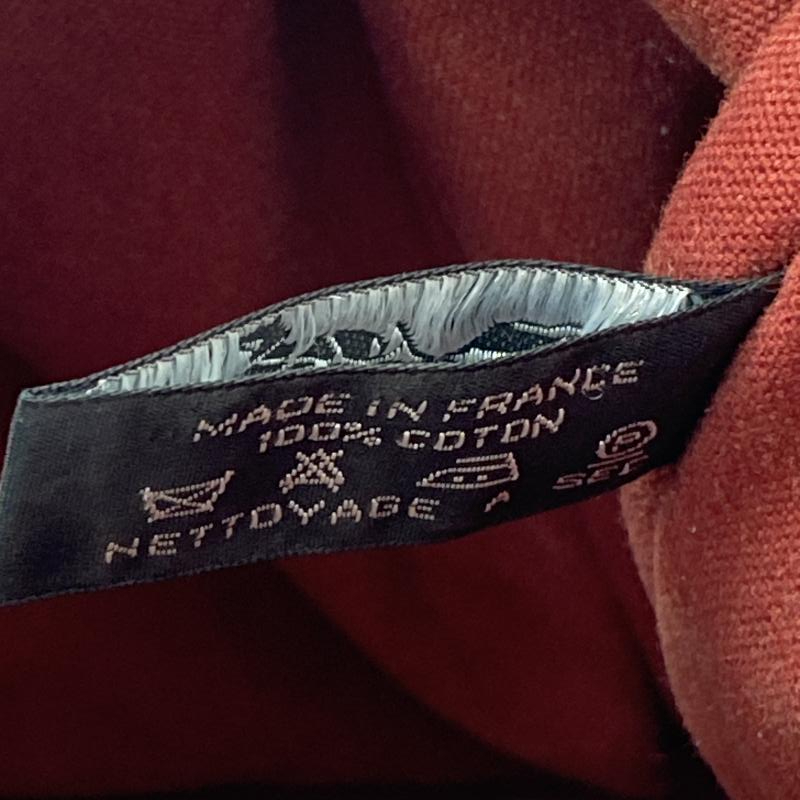 MADE IN FRANCE
100% COTON
NETTOYAGE A SEC